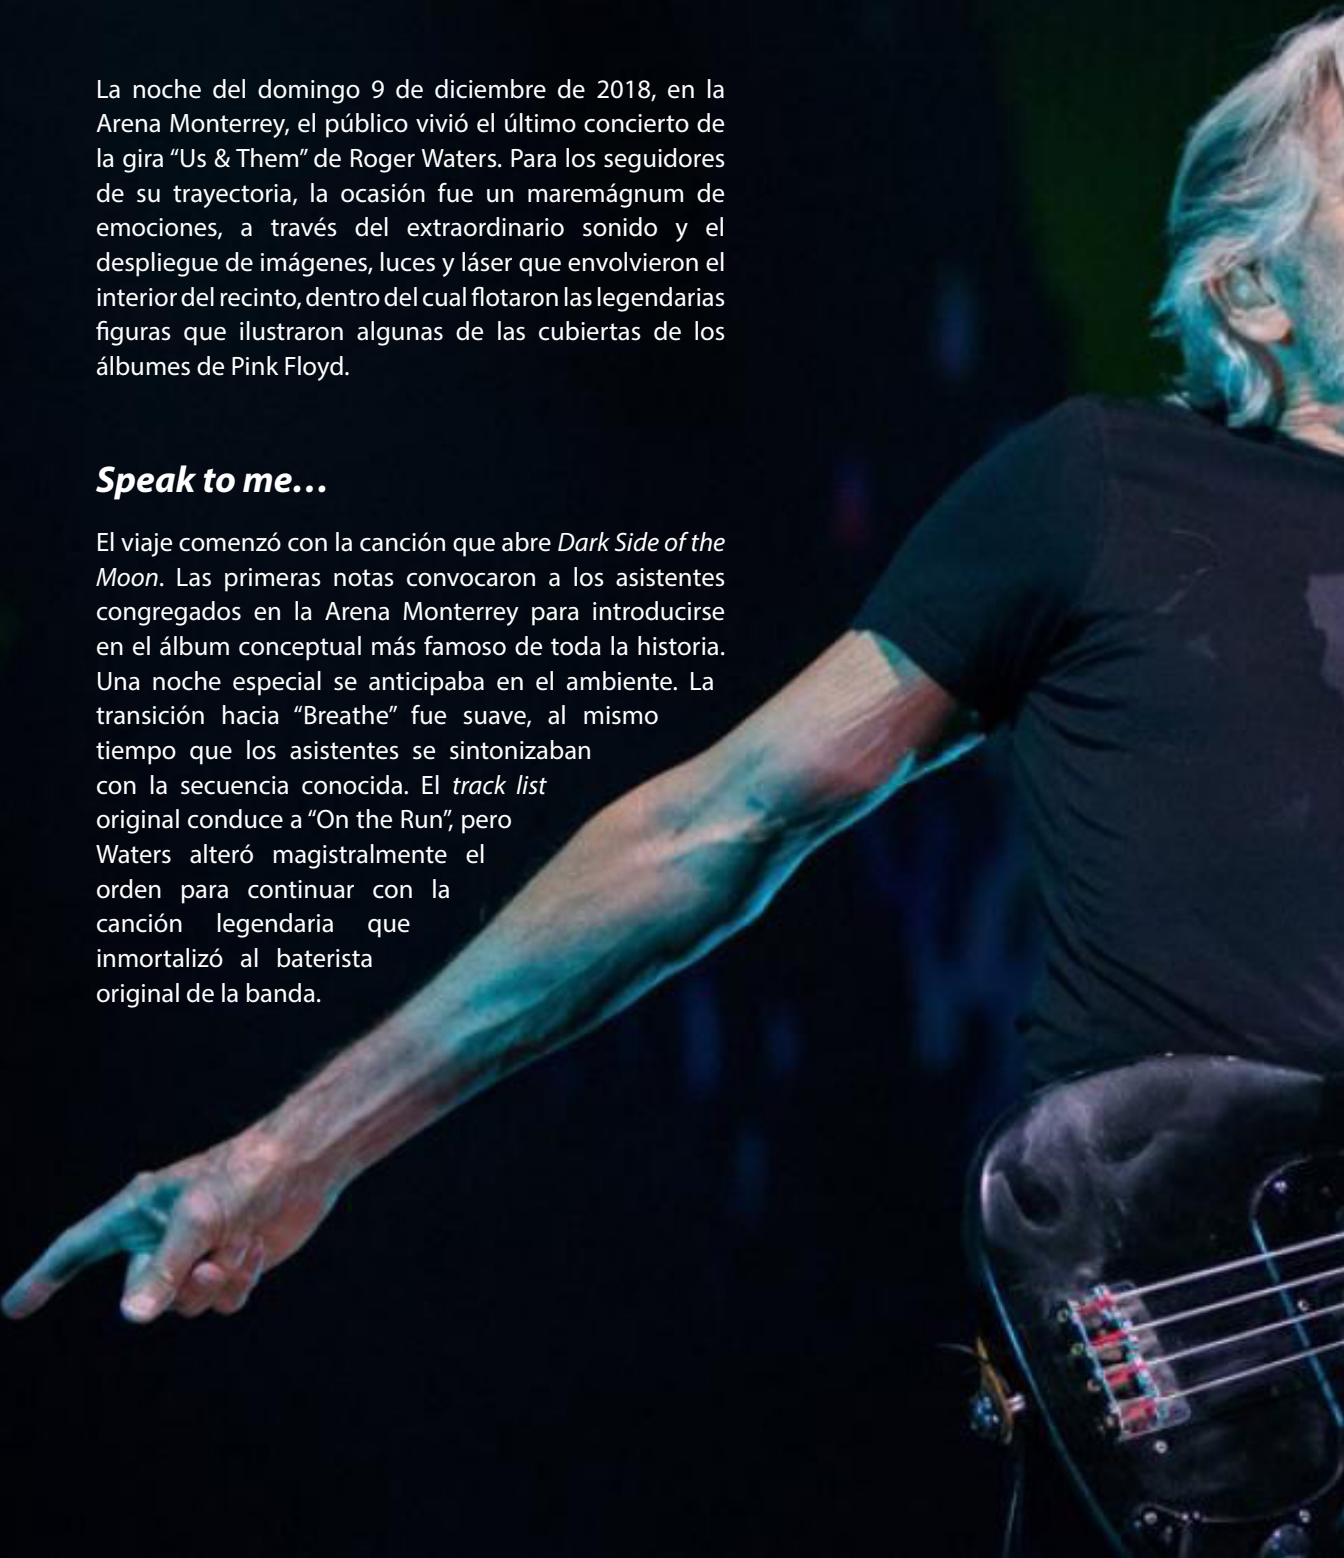 La noche del domingo 9 de diciembre de 2018, en la
Arena Monterrey, el público vivió el último concierto de
la gira “Us & Them” de Roger Waters. Para los seguidores
de su trayectoria, la ocasión fue un maremágnum de
emociones, a través del extraordinario sonido y el
despliegue de imágenes, luces y láser que envolvieron el
interior del recinto, dentro del cual flotaron las legendarias
figuras que ilustraron algunas de las cubiertas de los
álbumes de Pink Floyd.
Speak to me…
El viaje comenzó con la canción que abre Dark Side of the
Moon. Las primeras notas convocaron a los asistentes
congregados en la Arena Monterrey para introducirse
en el álbum conceptual más famoso de toda la historia.
Una noche especial se anticipaba en el ambiente. La
transición hacia “Breathe” fue suave, al mismo
tiempo que los asistentes se sintonizaban
con la secuencia conocida. El track list
original conduce a “On the Run”, pero
Waters alteró magistralmente el
orden para continuar con la
canción legendaria que
inmortalizó al baterista
original de la banda.